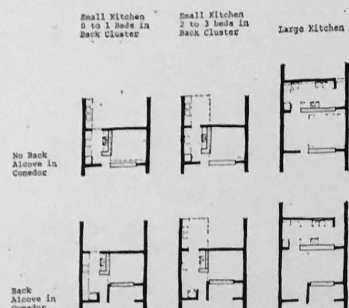 Small Kitchen
0 to 1 Beds in
Back Cluster
Small Kitchen
2 to 3 beds in
Back Cluster
Large Kitchen
No Back
Alcove in
Comedor
Back
Alcove in
Comedor